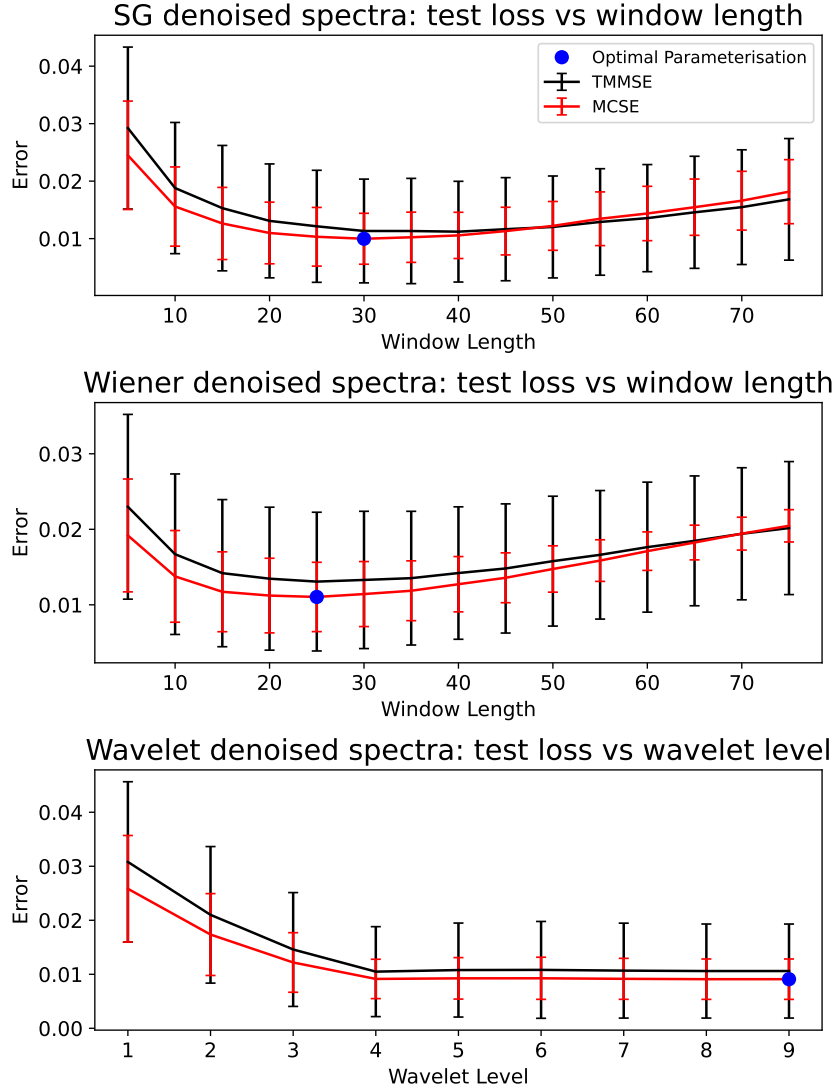 SG denoised spectra: test loss vs window length
Optimal Parameterisation
TMMSE
MCSE
0.04
0.03
0.02
0.01
Error
10 20 30 40 50 60 70
Window Length
Wiener denoised spectra: test loss vs window length
0.03
0.02
0.01
Error
10 20 30 40 50 60 70
Window Length
Wavelet denoised spectra: test loss vs wavelet level
0.04
0.03
0.02
0.01
0.00
Error
1 2 3 4 5 6 7 8 9
Wavelet Level